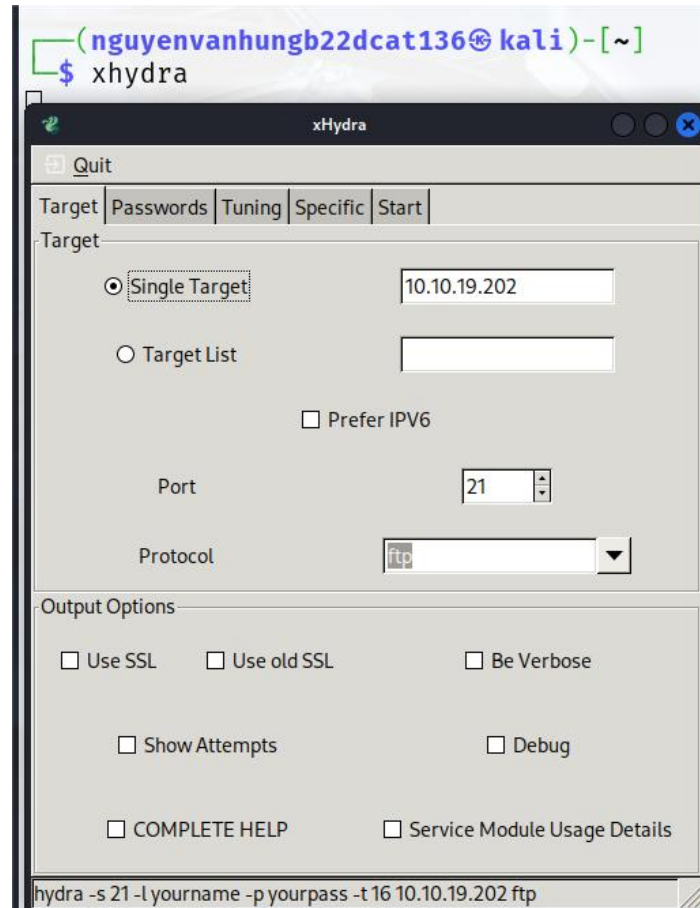 ┌──(nguyenvanhungb22dcat136㉿kali)-[~]
└─$ xhydra
xHydra
Quit
Target Passwords Tuning Specific Start
Target
Single Target 10.10.19.202
Target List
Prefer IPV6
Port 21
Protocol ftp
Output Options
Use SSL Use old SSL Be Verbose
Show Attempts Debug
COMPLETE HELP Service Module Usage Details
hydra -s 21 -l yourname -p yourpass -t 16 10.10.19.202 ftp